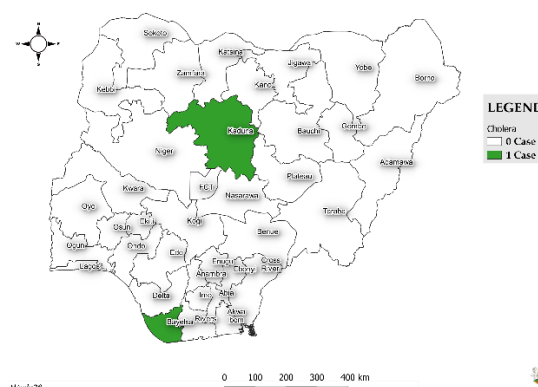 Sokoto
Katsina
Jigawa
Yobe
Borno
Zamfara
Kano
Kebbi
Kaduna
Bauchi
Gombe
Adamawa
Niger
Plateau
FCT
Nasarawa
Kwara
Taraba
Oyo
Kogi
Benue
Osun
Ekiti
Ogun
Ondo
Edo
Lagos
Enugu
Cross
River
Anambra
Ebonyi
Delta
Imo
Abia
Bayelsa
Rivers
Akwa
Ibom
LEGEND
Cholera
0 Case
1 Case
0 100 200 300 400 km